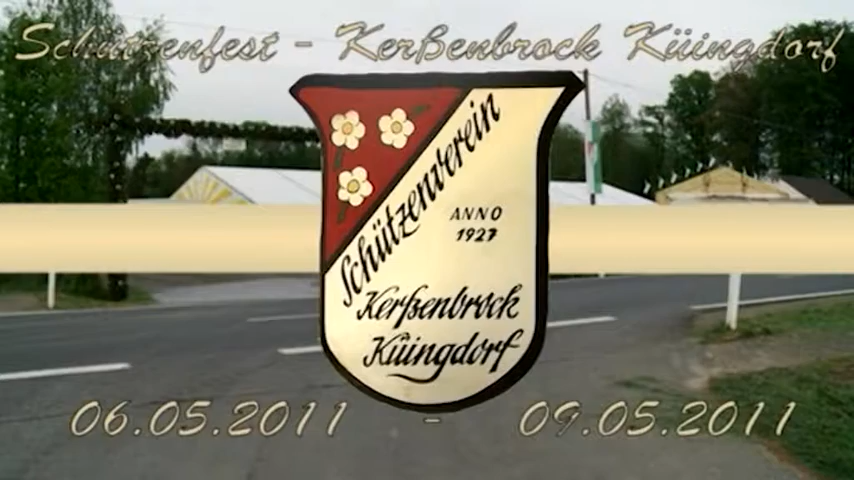 Schützenfest - Kerßenbrock Küingdorf
Schützenverein
ANNO
1927
Kerßenbrock
Küingdorf
06.05.2011 - 09.05.2011